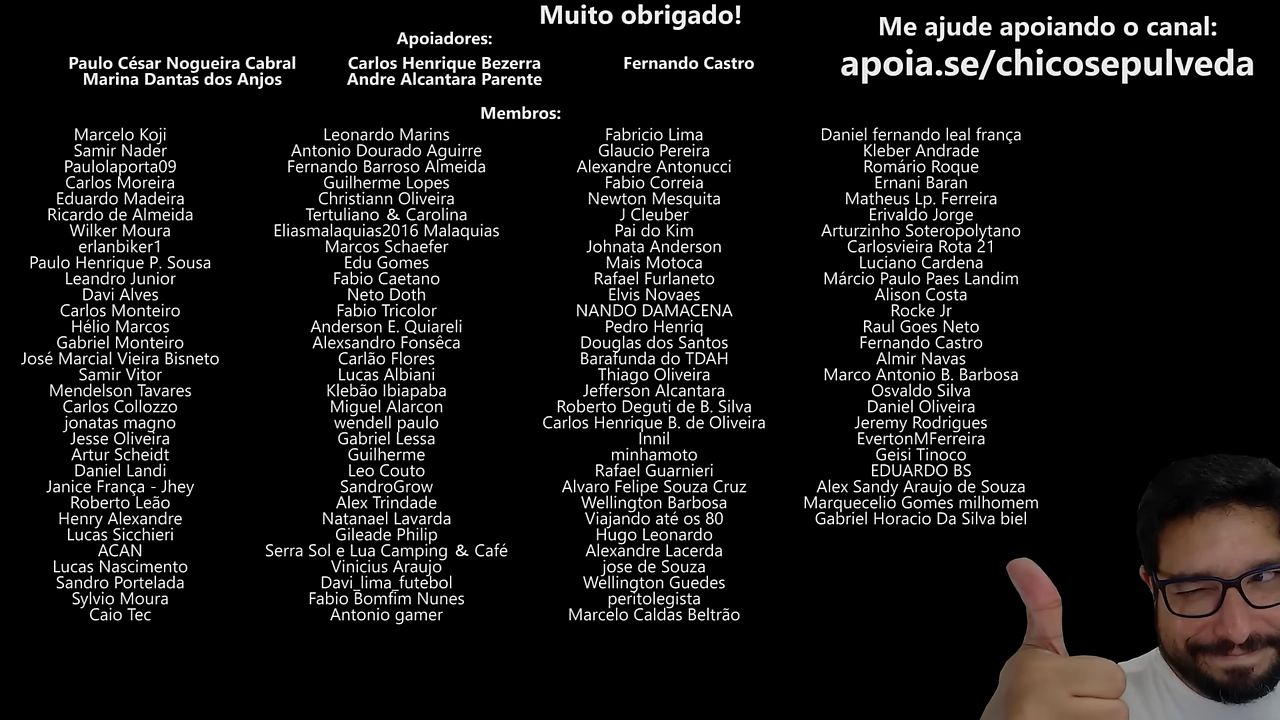 Muito obrigado!
Me ajude apoiando o canal:
apoia.se/chicosepulveda
Apoiadores:
Paulo César Nogueira Cabral
Marina Dantas dos Anjos
Carlos Henrique Bezerra
Andre Alcantara Parente
Fernando Castro
Membros:
Marcelo Koji
Samir Nader
Paulolaporta09
Carlos Moreira
Eduardo Madeira
Ricardo de Almeida
Wilker Moura
erlanbiker1
Paulo Henrique P. Sousa
Leandro Junior
Davi Alves
Carlos Monteiro
Hélio Marcos
Gabriel Monteiro
José Marcial Vieira Bisneto
Samir Vitor
Mendelson Tavares
Carlos Collozzo
jonatas magno
Jesse Oliveira
Artur Scheidt
Daniel Landi
Janice França - Jhey
Roberto Leão
Henry Alexandre
Lucas Sicchieri
ACAN
Lucas Nascimento
Sandro Portelada
Sylvio Moura
Caio Tec
Leonardo Marins
Antonio Dourado Aguirre
Fernando Barroso Almeida
Guilherme Lopes
Christiann Oliveira
Tertuliano & Carolina
Eliasmalaquias2016 Malaquias
Marcos Schaefer
Edu Gomes
Fabio Caetano
Neto Doth
Fabio Tricolor
Anderson E. Quiareli
Alexsandro Fonsêca
Carlão Flores
Lucas Albiani
Klebão Ibiapaba
Miguel Alarcon
wendell paulo
Gabriel Lessa
Guilherme
Leo Couto
SandroGrow
Alex Trindade
Natanael Lavarda
Gileade Philip
Serra Sol e Lua Camping & Café
Vinicius Araujo
Davi_lima_futebol
Fabio Bomfim Nunes
Antonio gamer
Fabricio Lima
Glaucio Pereira
Alexandre Antonucci
Fabio Correia
Newton Mesquita
J Cleuber
Pai do Kim
Johnata Anderson
Mais Motoca
Rafael Furlaneto
Elvis Novaes
NANDO DAMACENA
Pedro Henriq
Douglas dos Santos
Barafunda do TDAH
Thiago Oliveira
Jefferson Alcantara
Roberto Deguti de B. Silva
Carlos Henrique B. de Oliveira
Innil
minhamoto
Rafael Guarnieri
Alvaro Felipe Souza Cruz
Wellington Barbosa
Viajando até os 80
Hugo Leonardo
Alexandre Lacerda
jose de Souza
Wellington Guedes
peritolegista
Marcelo Caldas Beltrão
Daniel fernando leal frança
Kleber Andrade
Romário Roque
Ernani Baran
Matheus Lp. Ferreira
Erivaldo Jorge
Arturzinho Soteropolytano
Carlosvieira Rota 21
Luciano Cardena
Márcio Paulo Paes Landim
Alison Costa
Rocke Jr
Raul Goes Neto
Fernando Castro
Almir Navas
Marco Antonio B. Barbosa
Osvaldo Silva
Daniel Oliveira
Jeremy Rodrigues
EvertonMFerreira
Geisi Tinoco
EDUARDO BS
Alex Sandy Araujo de Souza
Marquecelio Gomes milhomem
Gabriel Horacio Da Silva biel